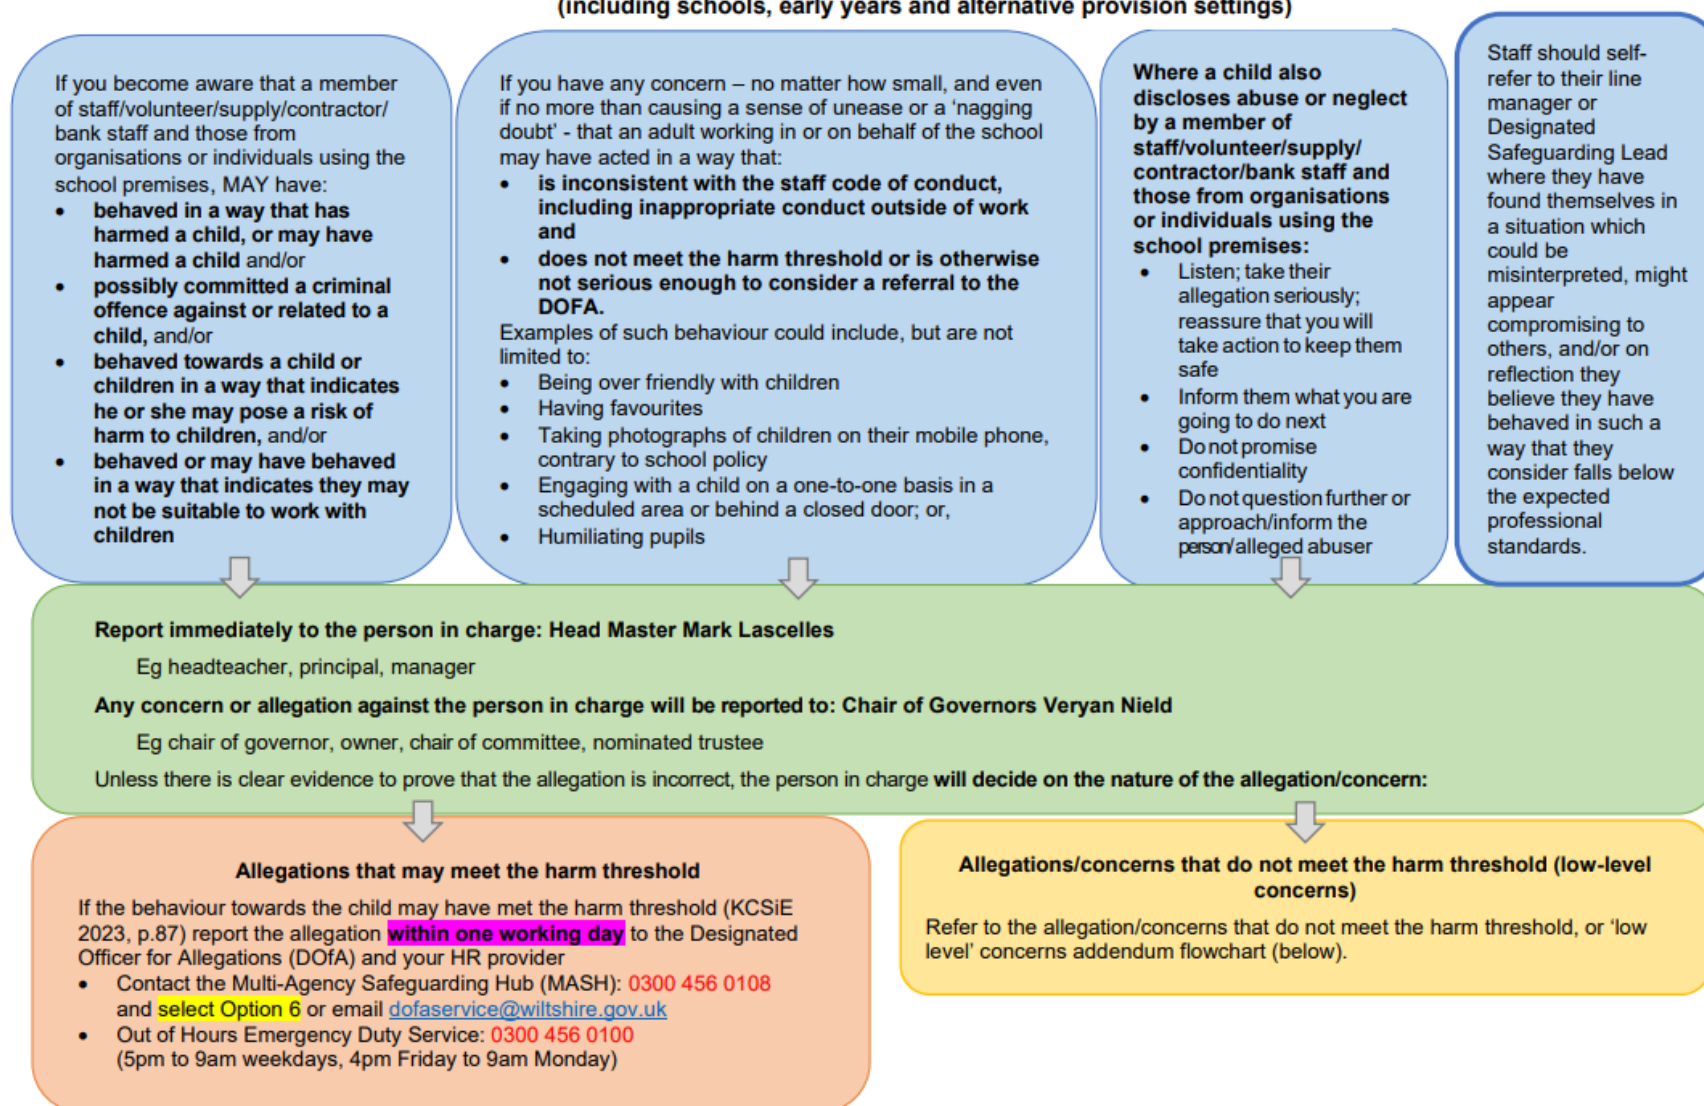 (including schools, early years and alternative provision settings)
If you become aware that a member
of staff/volunteer/supply/contractor/
bank staff and those from
organisations or individuals using the
school premises, MAY have:
• behaved in a way that has
harmed a child, or may have
harmed a child and/or
• possibly committed a criminal
offence against or related to a
child, and/or
• behaved towards a child or
children in a way that indicates
he or she may pose a risk of
harm to children, and/or
• behaved or may have behaved
in a way that indicates they may
not be suitable to work with
children
If you have any concern – no matter how small, and even
if no more than causing a sense of unease or a ‘nagging
doubt’ - that an adult working in or on behalf of the school
may have acted in a way that:
• is inconsistent with the staff code of conduct,
including inappropriate conduct outside of work
and
• does not meet the harm threshold or is otherwise
not serious enough to consider a referral to the
DOFA.
Examples of such behaviour could include, but are not
limited to:
• Being over friendly with children
• Having favourites
• Taking photographs of children on their mobile phone,
contrary to school policy
• Engaging with a child on a one-to-one basis in a
scheduled area or behind a closed door; or,
• Humiliating pupils
Where a child also
discloses abuse or neglect
by a member of
staff/volunteer/supply/
contractor/bank staff and
those from organisations
or individuals using the
school premises:
• Listen; take their
allegation seriously;
reassure that you will
take action to keep them
safe
• Inform them what you are
going to do next
• Do not promise
confidentiality
• Do not question further or
approach/inform the
person/alleged abuser
Staff should self-
refer to their line
manager or
Designated
Safeguarding Lead
where they have
found themselves in
a situation which
could be
misinterpreted, might
appear
compromising to
others, and/or on
reflection they
believe they have
behaved in such a
way that they
consider falls below
the expected
professional
standards.
Report immediately to the person in charge: Head Master Mark Lascelles
Eg headteacher, principal, manager
Any concern or allegation against the person in charge will be reported to: Chair of Governors Veryan Nield
Eg chair of governor, owner, chair of committee, nominated trustee
Unless there is clear evidence to prove that the allegation is incorrect, the person in charge will decide on the nature of the allegation/concern:
Allegations that may meet the harm threshold
If the behaviour towards the child may have met the harm threshold (KCSiE
2023, p.87) report the allegation within one working day to the Designated
Officer for Allegations (DOfA) and your HR provider
• Contact the Multi-Agency Safeguarding Hub (MASH): 0300 456 0108
and select Option 6 or email dofaservice@wiltshire.gov.uk
• Out of Hours Emergency Duty Service: 0300 456 0100
(5pm to 9am weekdays, 4pm Friday to 9am Monday)
Allegations/concerns that do not meet the harm threshold (low-level
concerns)
Refer to the allegation/concerns that do not meet the harm threshold, or ‘low
level’ concerns addendum flowchart (below).